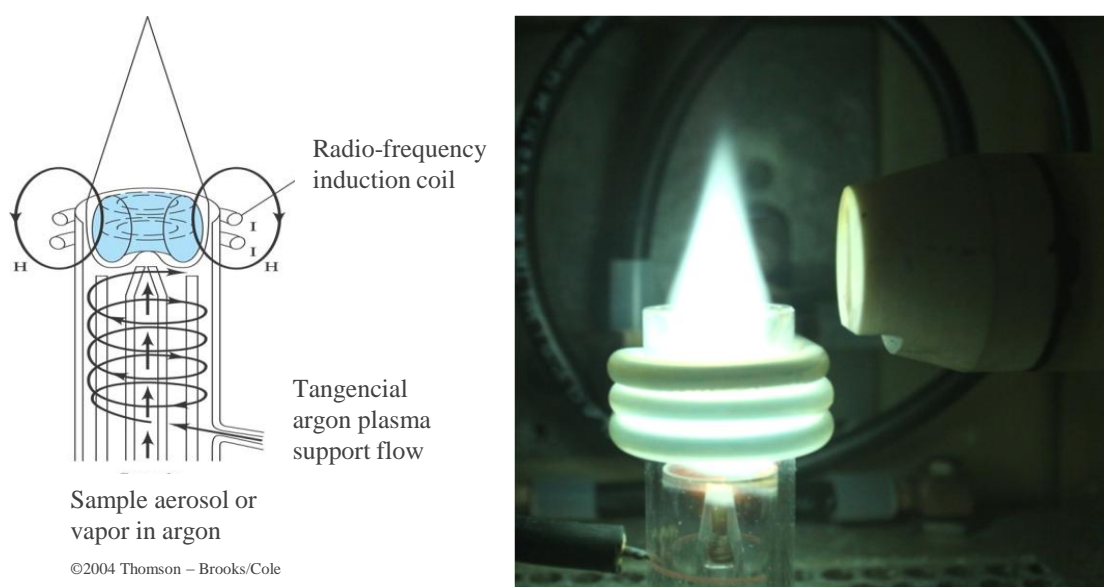 Radio-frequency
induction coil
I
I
H
H
Tangencial
argon plasma
support flow
Sample aerosol or
vapor in argon
©2004 Thomson – Brooks/Cole